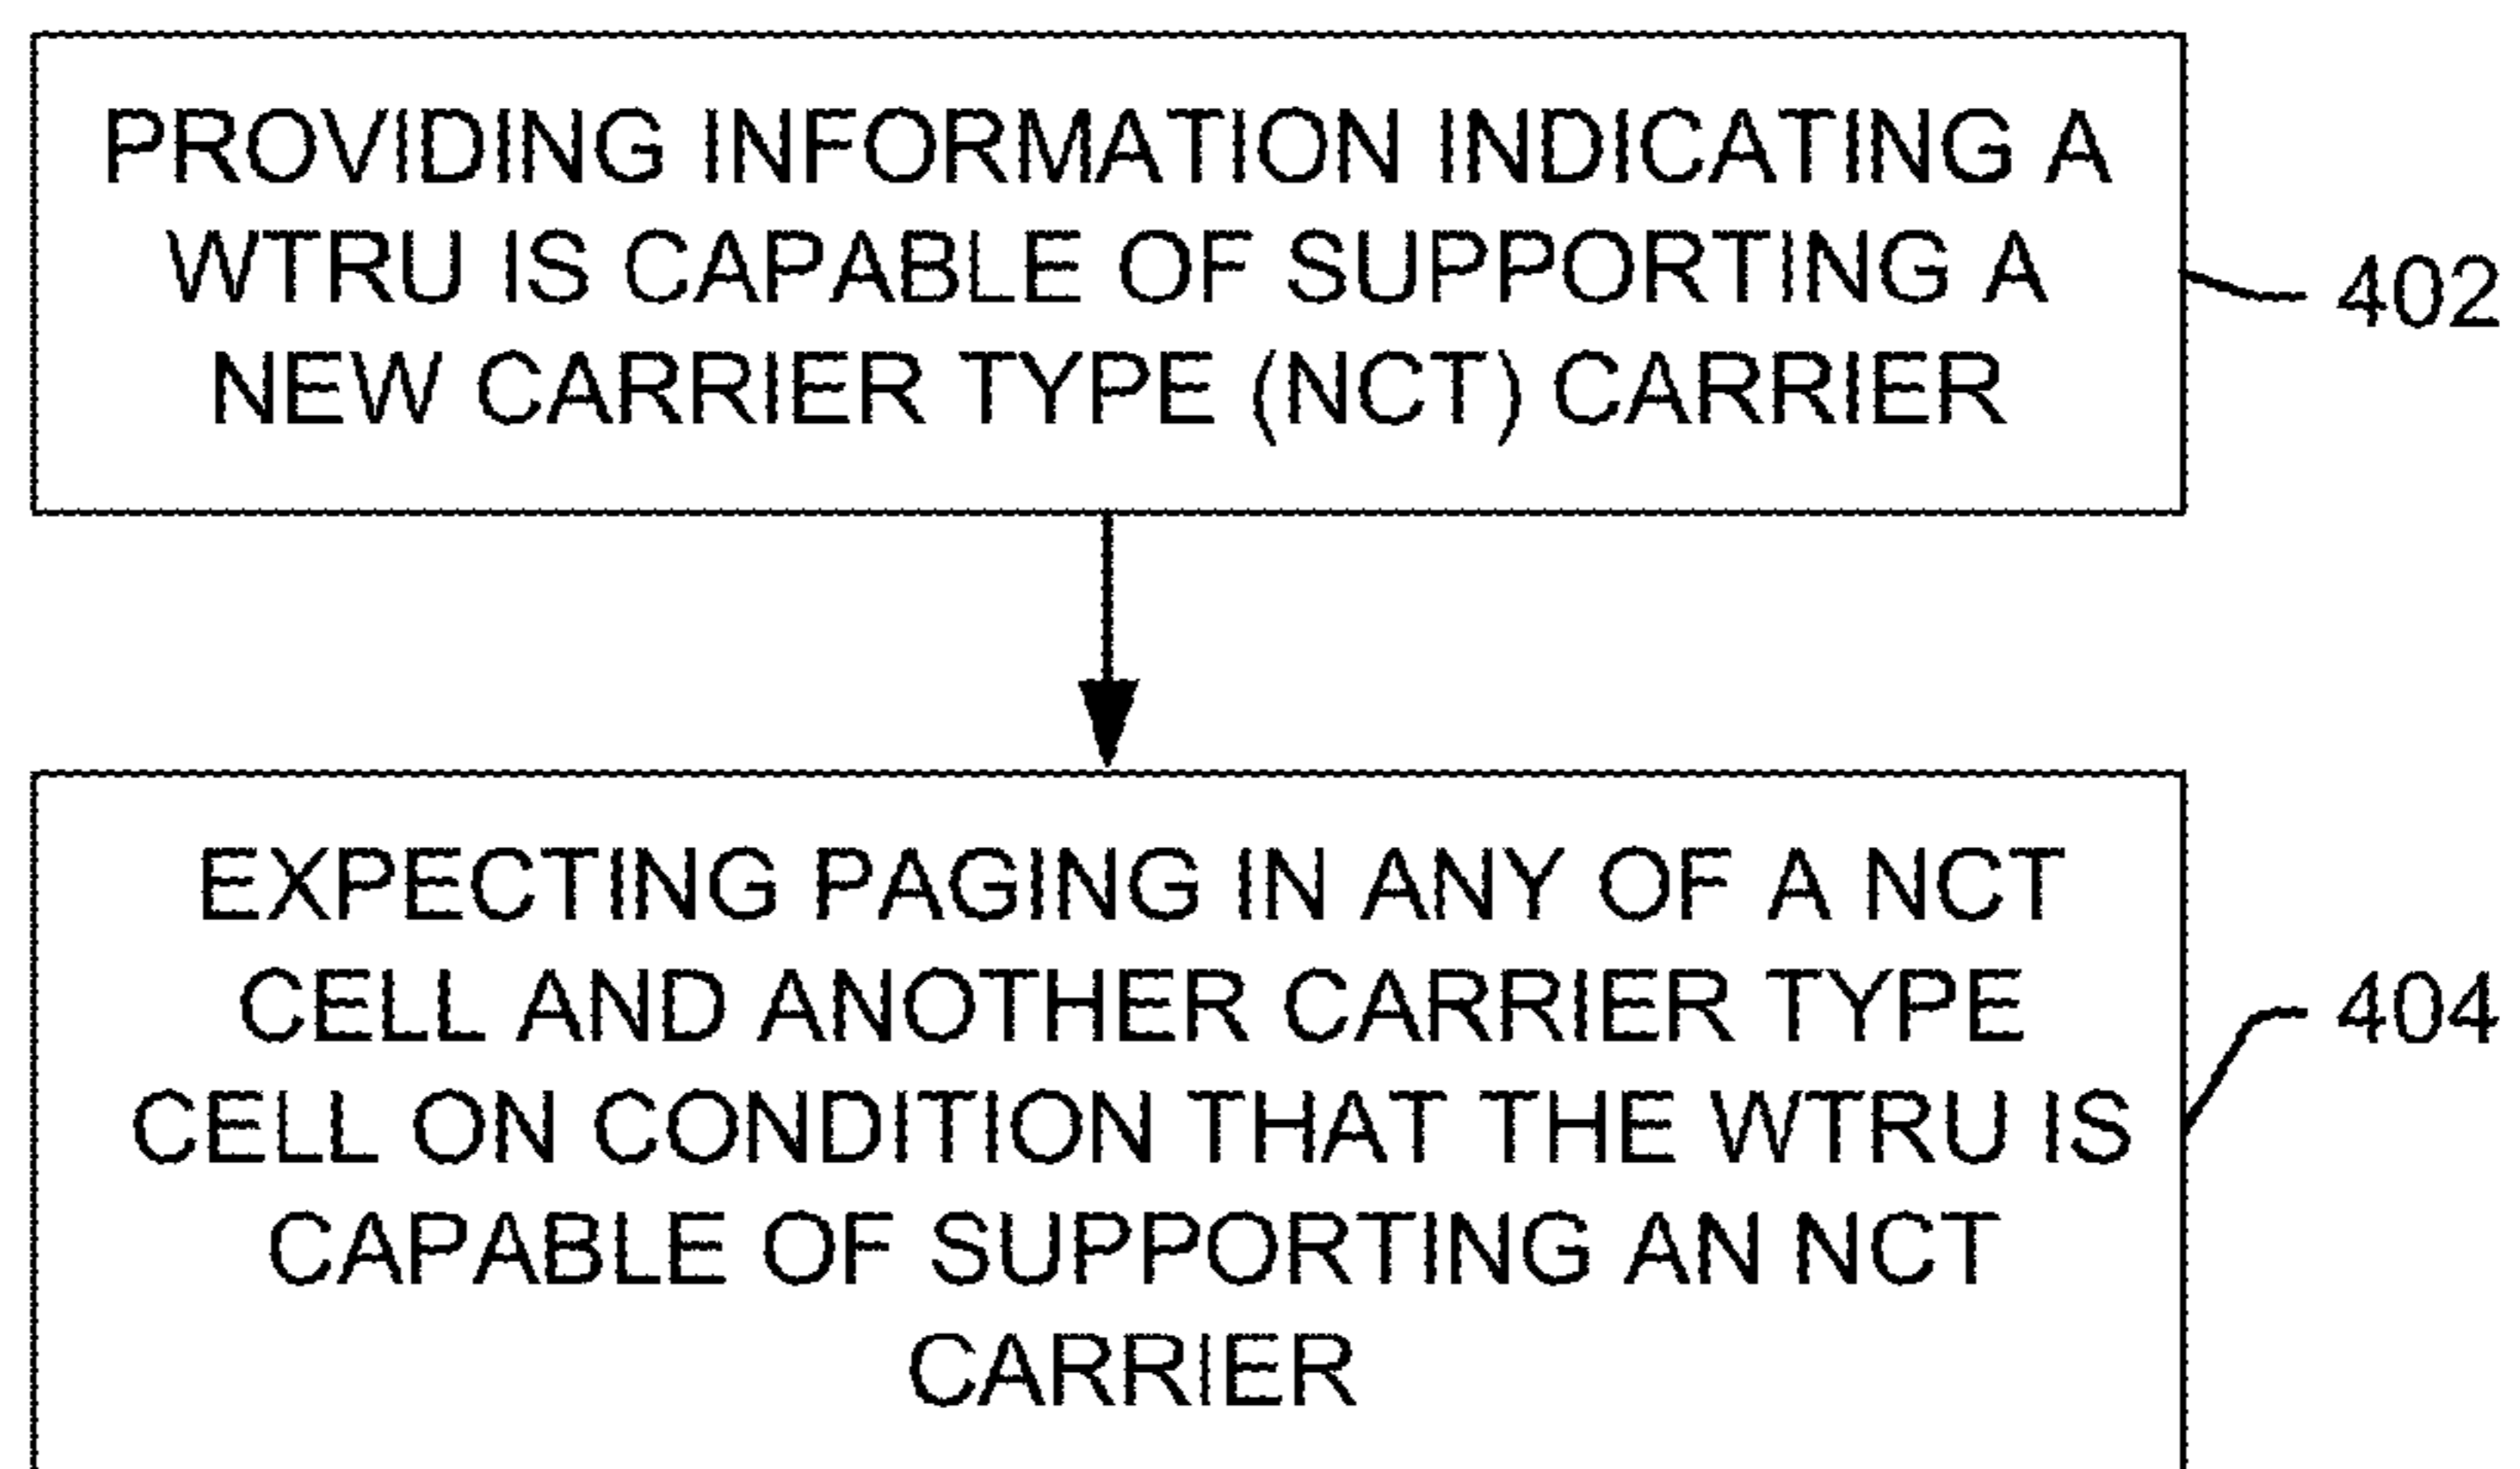 PROVIDING INFORMATION INDICATING A
WTRU IS CAPABLE OF SUPPORTING A
NEW CARRIER TYPE (NCT) CARRIER
402
EXPECTING PAGING IN ANY OF A NCT
CELL AND ANOTHER CARRIER TYPE
CELL ON CONDITION THAT THE WTRU IS
CAPABLE OF SUPPORTING AN NCT
CARRIER
404